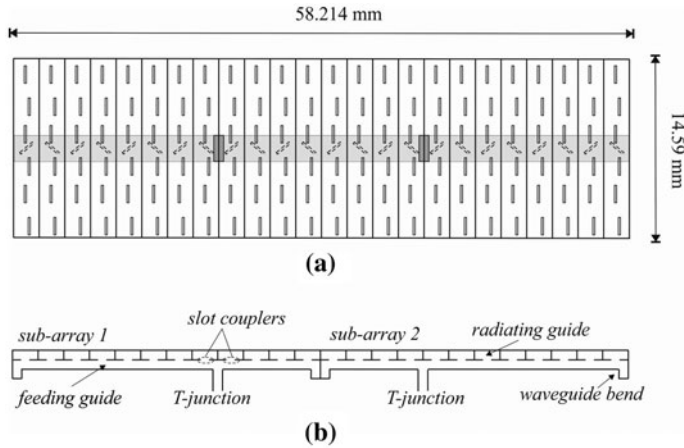 58.214 mm
14.59 mm
(a)
sub-array 1
slot couplers
sub-array 2
radiating guide
feeding guide
T-junction
T-junction
waveguide bend
(b)